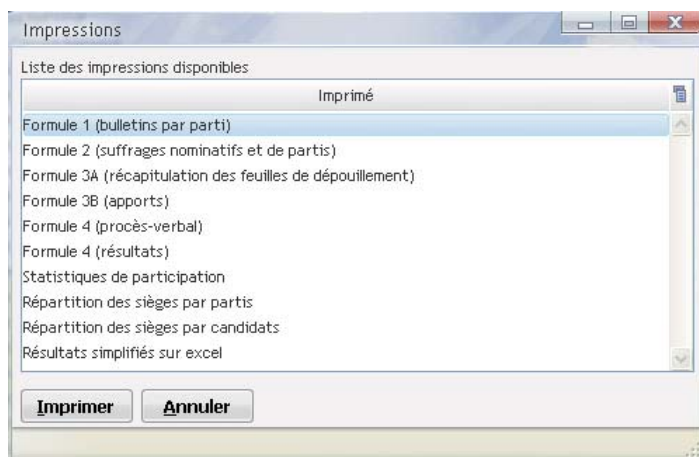 Impressions
Liste des impressions disponibles
Imprimé
Formule 1 (bulletins par parti)
Formule 2 (suffrages nominatifs et de partis)
Formule 3A (récapitulation des feuilles de dépouillement)
Formule 3B (apports)
Formule 4 (procès-verbal)
Formule 4 (résultats)
Statistiques de participation
Répartition des sièges par partis
Répartition des sièges par candidats
Résultats simplifiés sur excel
Imprimer Annuler